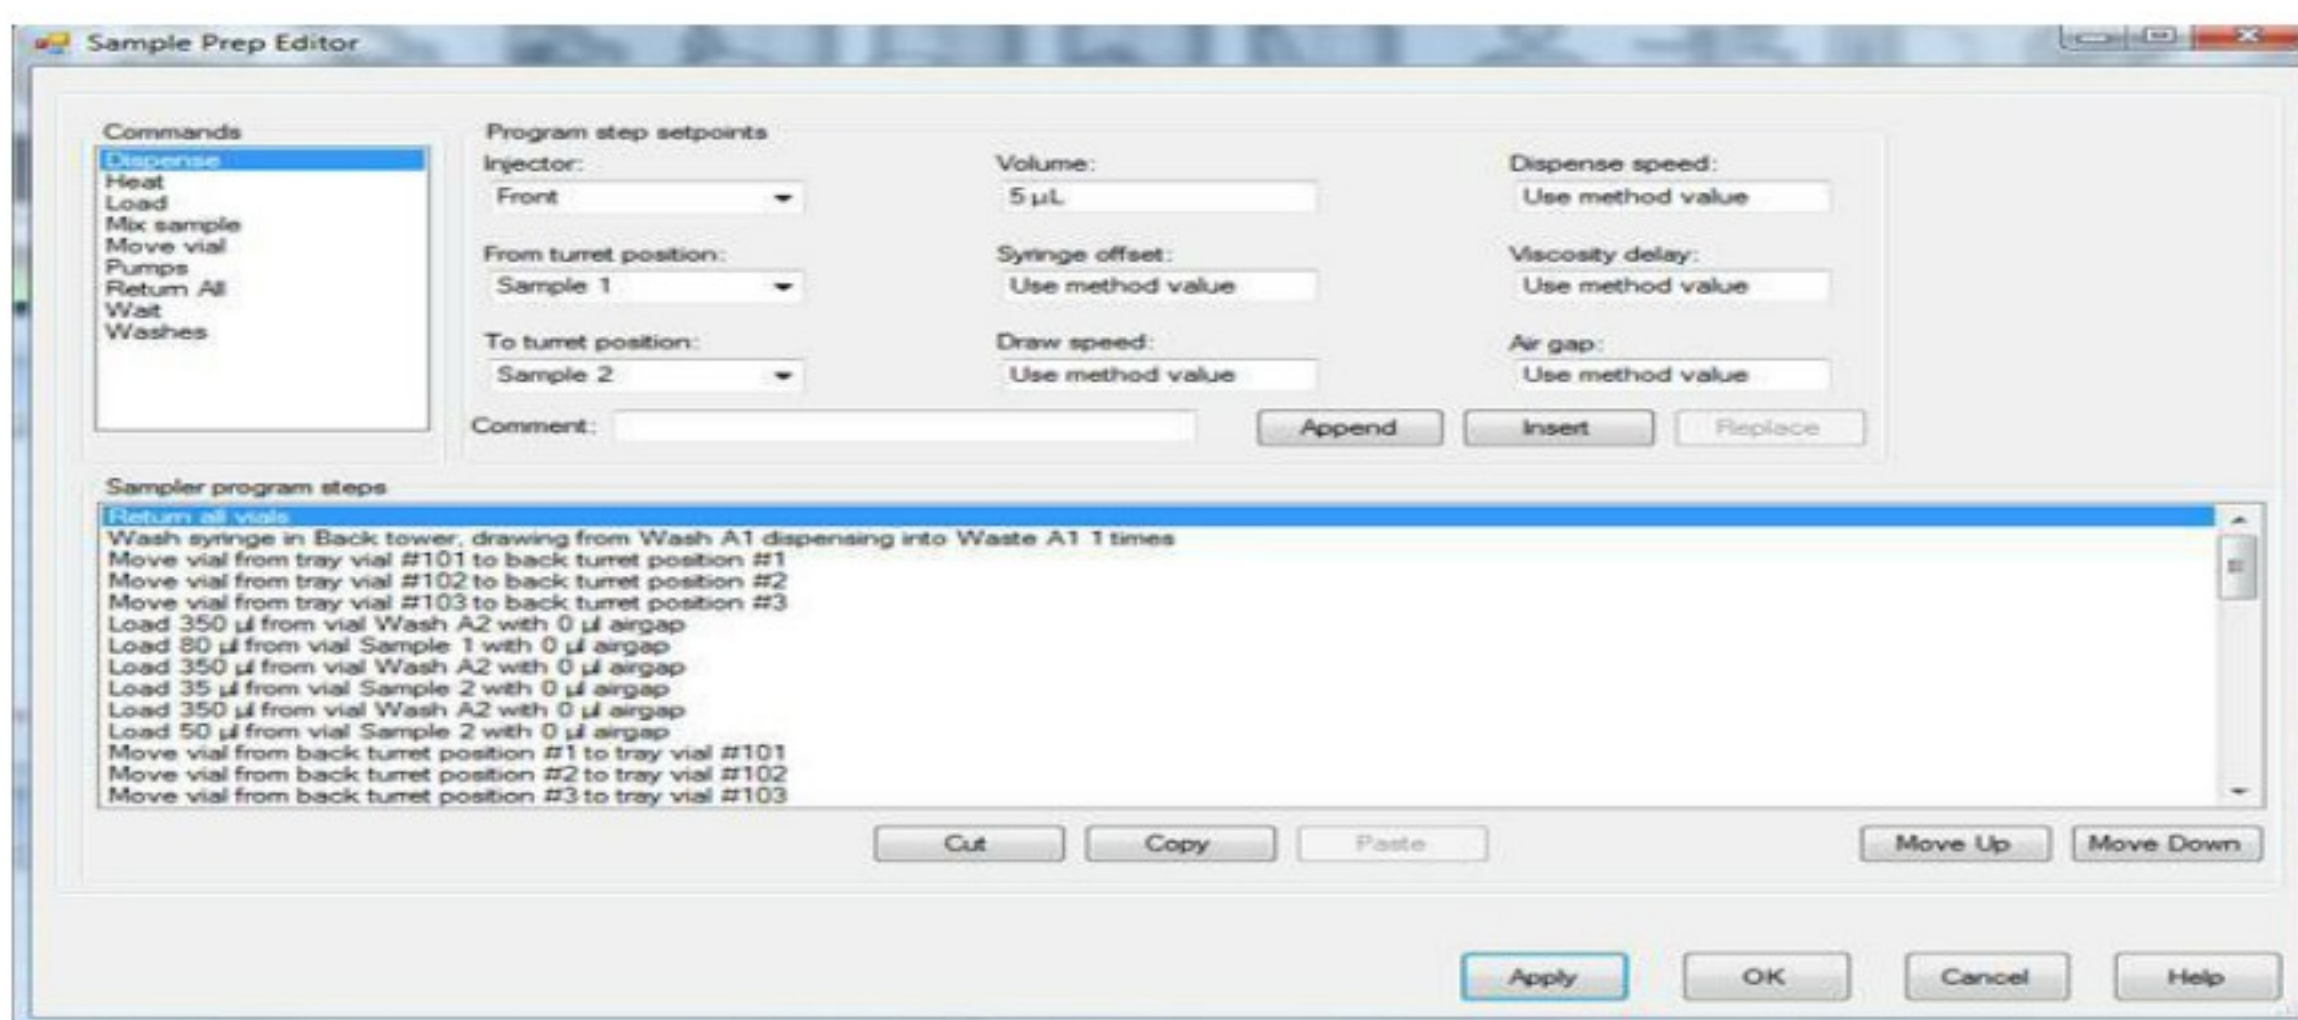 Sample Prep Editor
Commands
Dispense
Heat
Load
Mix sample
Move vial
Pumps
Return All
Wait
Washes
Program step setpoints
Injector:
Front
From turret position:
Sample 1
To turret position:
Sample 2
Volume:
5 µL
Syringe offset:
Use method value
Draw speed:
Use method value
Dispense speed:
Use method value
Viscosity delay:
Use method value
Air gap:
Use method value
Comment:
Append
Insert
Replace
Sampler program steps
Return all vials
Wash syringe in Back tower, drawing from Wash A1 dispensing into Waste A1 1 times
Move vial from tray vial #101 to back turret position #1
Move vial from tray vial #102 to back turret position #2
Move vial from tray vial #103 to back turret position #3
Load 350 µl from vial Wash A2 with 0 µl airgap
Load 80 µl from vial Sample 1 with 0 µl airgap
Load 350 µl from vial Wash A2 with 0 µl airgap
Load 35 µl from vial Sample 2 with 0 µl airgap
Load 350 µl from vial Wash A2 with 0 µl airgap
Load 50 µl from vial Sample 2 with 0 µl airgap
Move vial from back turret position #1 to tray vial #101
Move vial from back turret position #2 to tray vial #102
Move vial from back turret position #3 to tray vial #103
Cut
Copy
Paste
Move Up
Move Down
Apply
OK
Cancel
Help